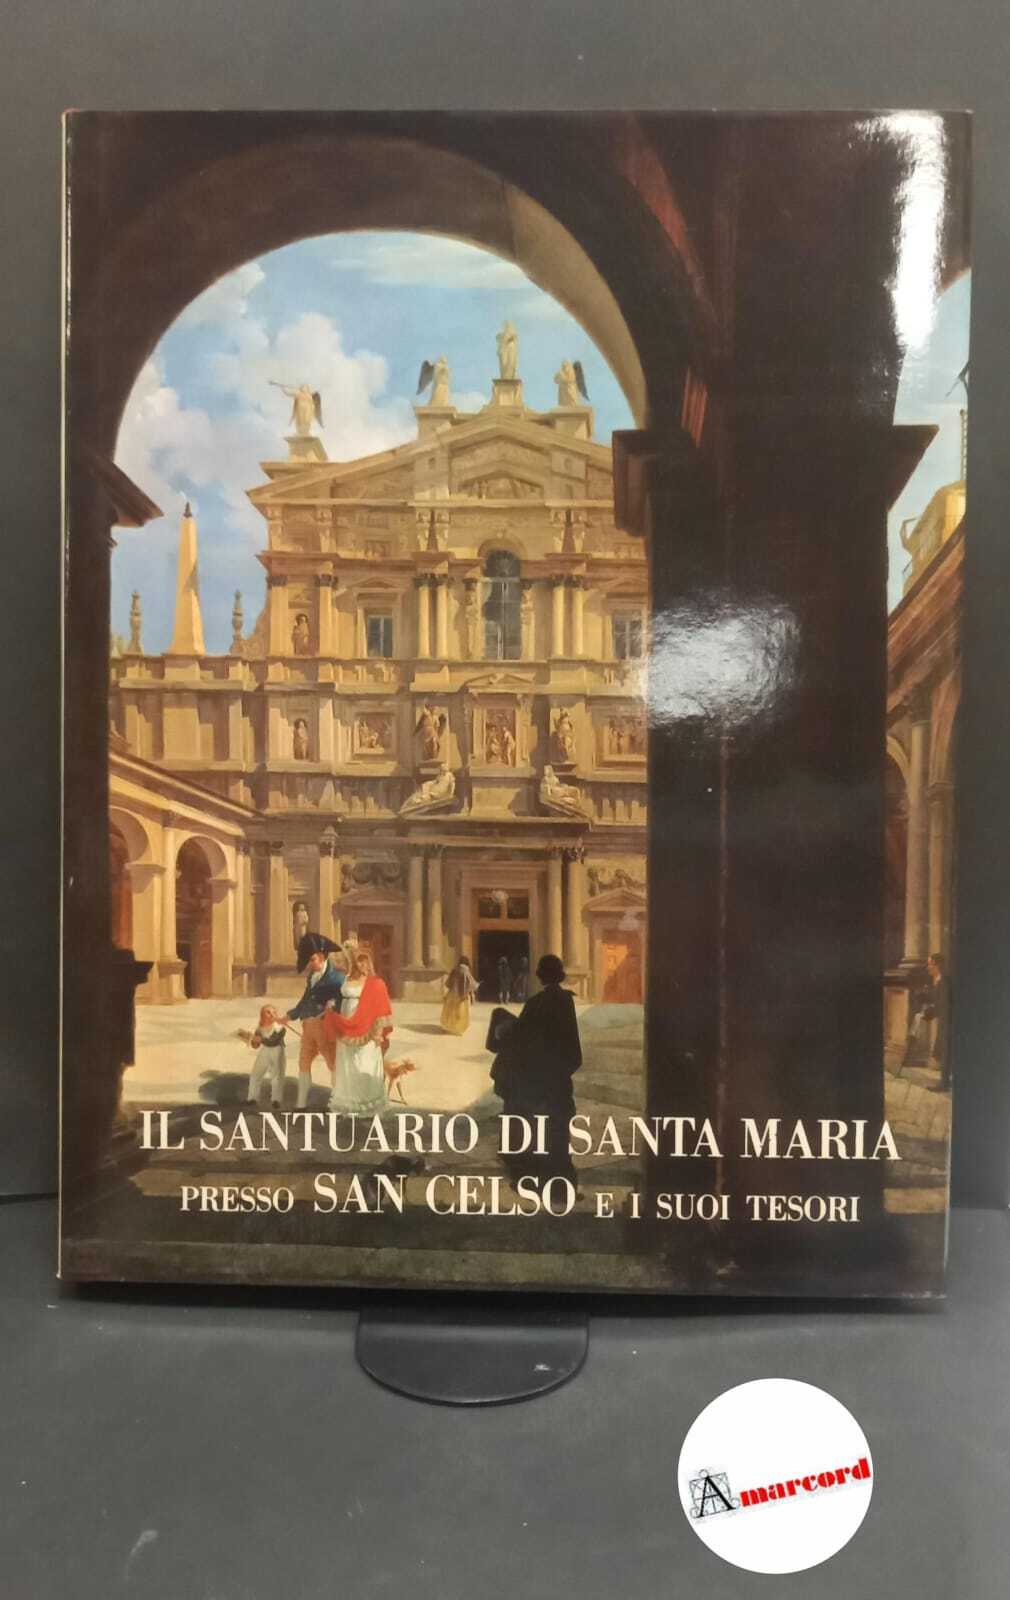 IL SANTUARIO DI SANTA MARIA
PRESSO SAN CELSO E I SUOI TESORI
Amarcord